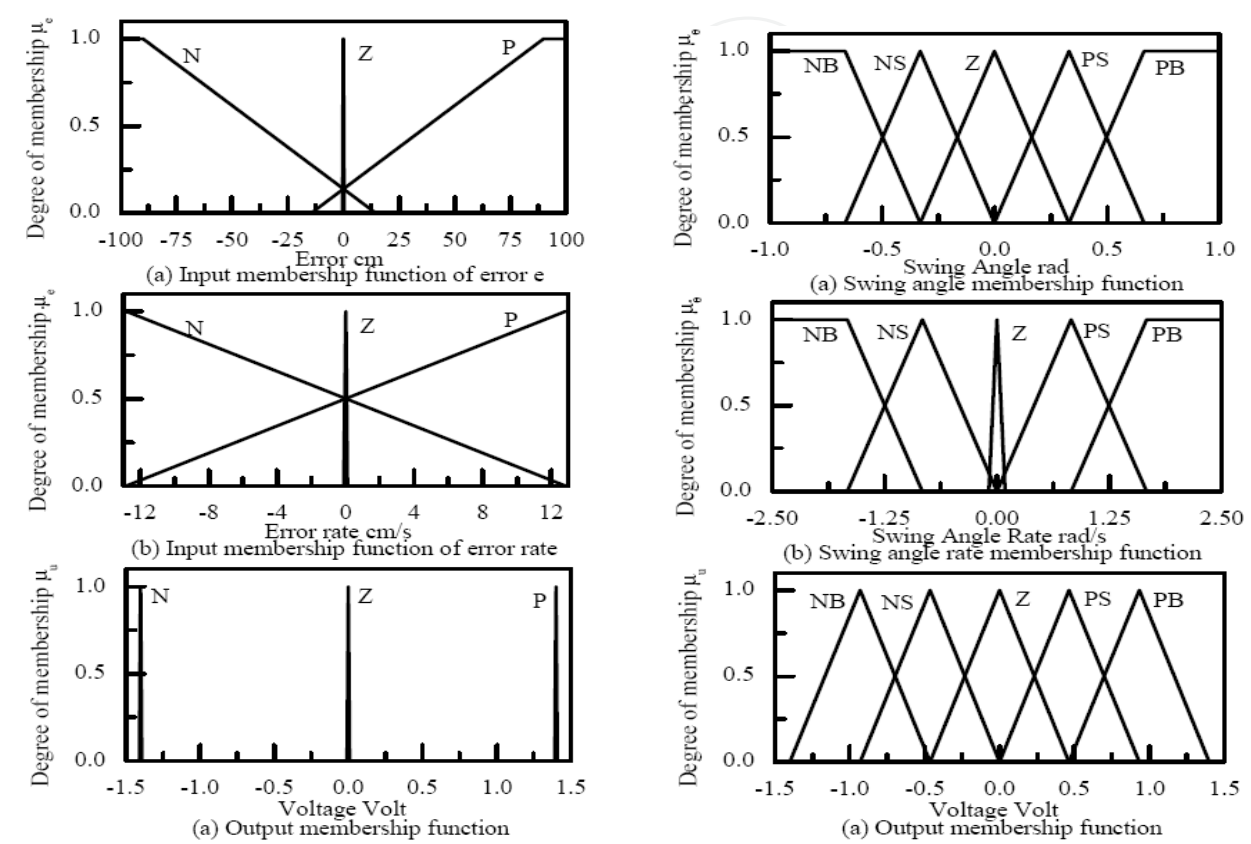 Degree of membership μe
1.0
0.5
0.0
N
Z
P
-100 -75 -50 -25 0 25 50 75 100
Error cm
(a) Input membership function of error e
Degree of membership μe
1.0
0.5
0.0
N
Z
P
-12 -8 -4 0 4 8 12
Error rate cm/s
(b) Input membership function of error rate
Degree of membership μu
1.0
0.5
0.0
N
Z
P
-1.5 -1.0 -0.5 0.0 0.5 1.0 1.5
Voltage Volt
(a) Output membership function
Degree of membership μθ
1.0
0.5
0.0
NB
NS
Z
PS
PB
-1.0 -0.5 0.0 0.5 1.0
Swing Angle rad
(a) Swing angle membership function
Degree of membership μθ̇
1.0
0.5
0.0
NB
NS
Z
PS
PB
-2.50 -1.25 0.00 1.25 2.50
Swing Angle Rate rad/s
(b) Swing angle rate membership function
Degree of membership μu
1.0
0.5
0.0
NB
NS
Z
PS
PB
-1.5 -1.0 -0.5 0.0 0.5 1.0 1.5
Voltage Volt
(a) Output membership function